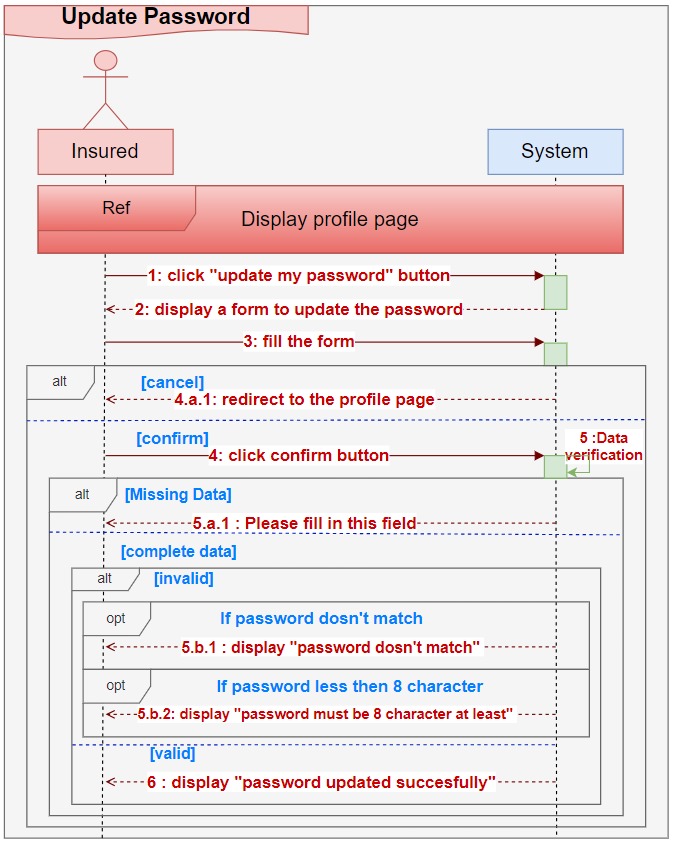 Update Password
Insured
System
Ref
Display profile page
1: click "update my password" button
2: display a form to update the password
3: fill the form
alt
[cancel]
4.a.1: redirect to the profile page
[confirm]
5 :Data
verification
4: click confirm button
alt
[Missing Data]
5.a.1 : Please fill in this field
[complete data]
alt
[invalid]
opt
If password dosn't match
5.b.1 : display "password dosn't match"
opt
If password less then 8 character
5.b.2: display "password must be 8 character at least"
[valid]
6 : display "password updated succesfully"